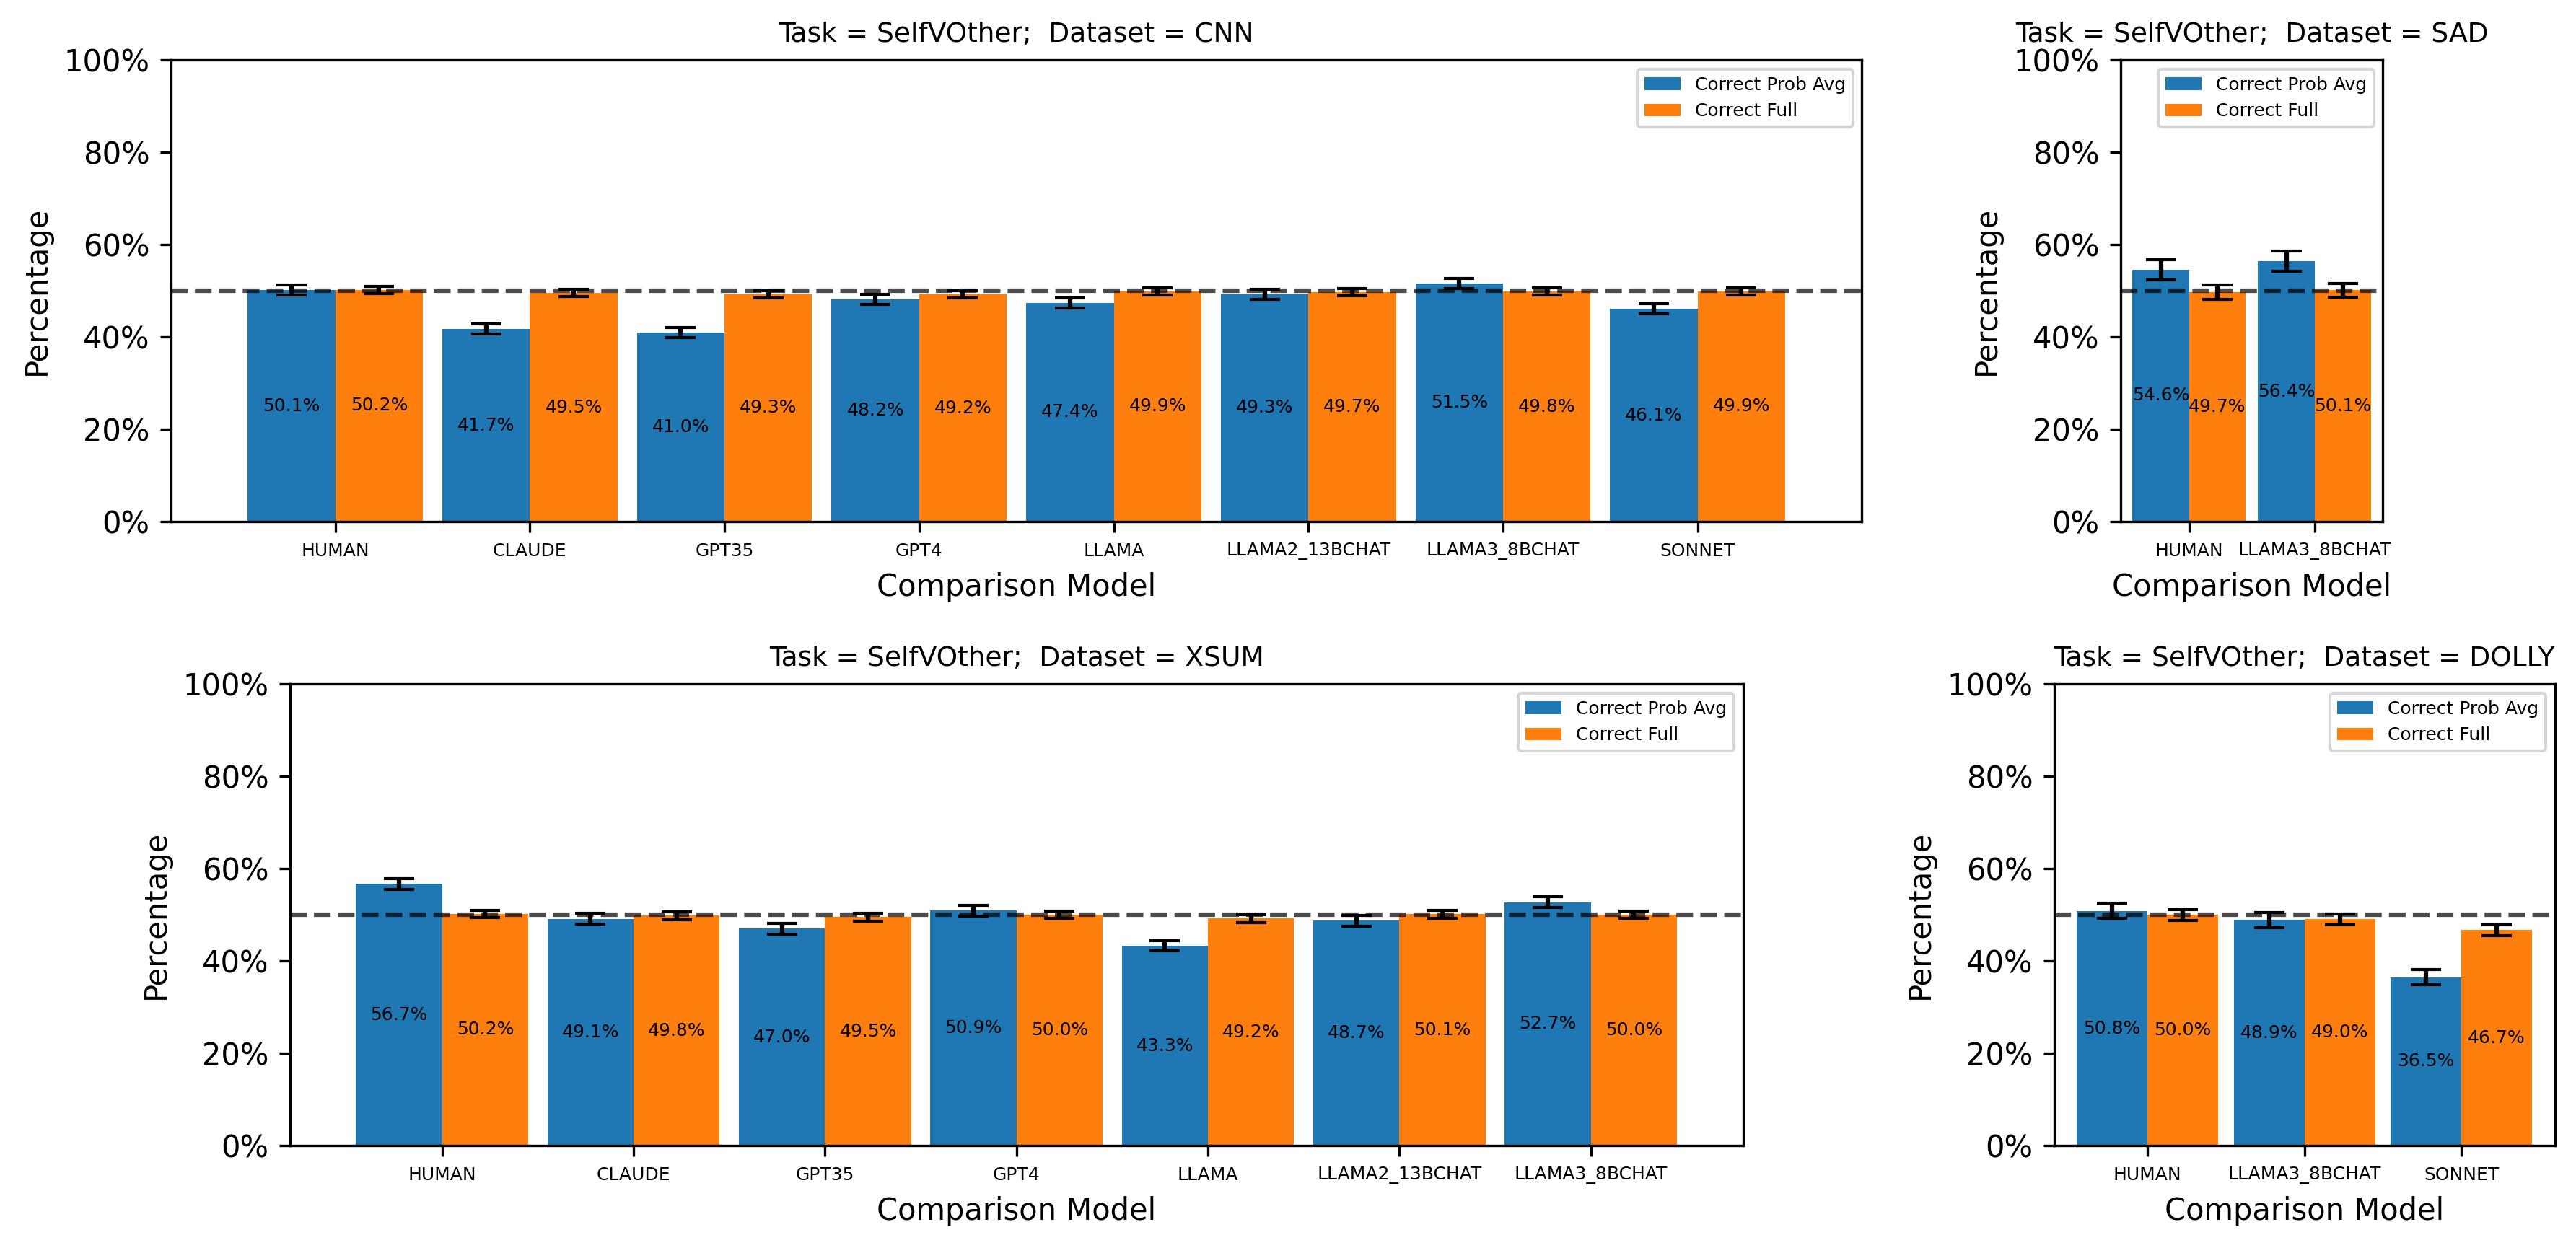 Task = SelfVOther;  Dataset = CNN
100%
80%
60%
40%
20%
0%
Percentage
Correct Prob Avg
Correct Full
50.1% 50.2% 41.7% 49.5% 41.0% 49.3% 48.2% 49.2% 47.4% 49.9% 49.3% 49.7% 51.5% 49.8% 46.1% 49.9%
HUMAN CLAUDE GPT35 GPT4 LLAMA LLAMA2_13BCHAT LLAMA3_8BCHAT SONNET
Comparison Model
Task = SelfVOther;  Dataset = SAD
100%
80%
60%
40%
20%
0%
Percentage
Correct Prob Avg
Correct Full
54.6% 49.7% 56.4% 50.1%
HUMAN LLAMA3_8BCHAT
Comparison Model
Task = SelfVOther;  Dataset = XSUM
100%
80%
60%
40%
20%
0%
Percentage
Correct Prob Avg
Correct Full
56.7% 50.2% 49.1% 49.8% 47.0% 49.5% 50.9% 50.0% 43.3% 49.2% 48.7% 50.1% 52.7% 50.0%
HUMAN CLAUDE GPT35 GPT4 LLAMA LLAMA2_13BCHAT LLAMA3_8BCHAT
Comparison Model
Task = SelfVOther;  Dataset = DOLLY
100%
80%
60%
40%
20%
0%
Percentage
Correct Prob Avg
Correct Full
50.8% 50.0% 48.9% 49.0% 36.5% 46.7%
HUMAN LLAMA3_8BCHAT SONNET
Comparison Model